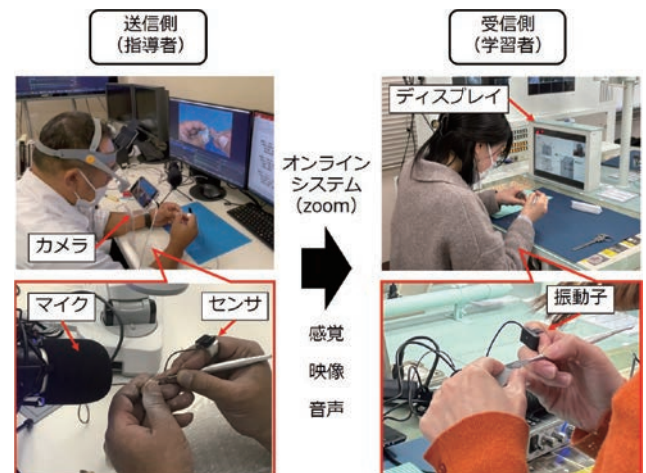 送信側
(指導者)
受信側
(学習者)
カメラ
マイク
センサ
オンライン
システム
(zoom)
感覚
映像
音声
ディスプレイ
振動子